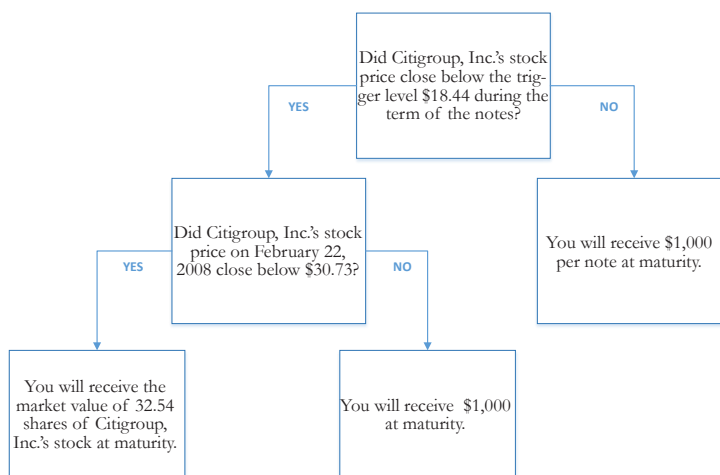 Did Citigroup, Inc.'s stock
price close below the trig-
ger level $18.44 during the
term of the notes?
YES
NO
Did Citigroup, Inc.'s stock
price on February 22,
2008 close below $30.73?
You will receive $1,000
per note at maturity.
YES
NO
You will receive the
market value of 32.54
shares of Citigroup,
Inc.'s stock at maturity.
You will receive $1,000
at maturity.